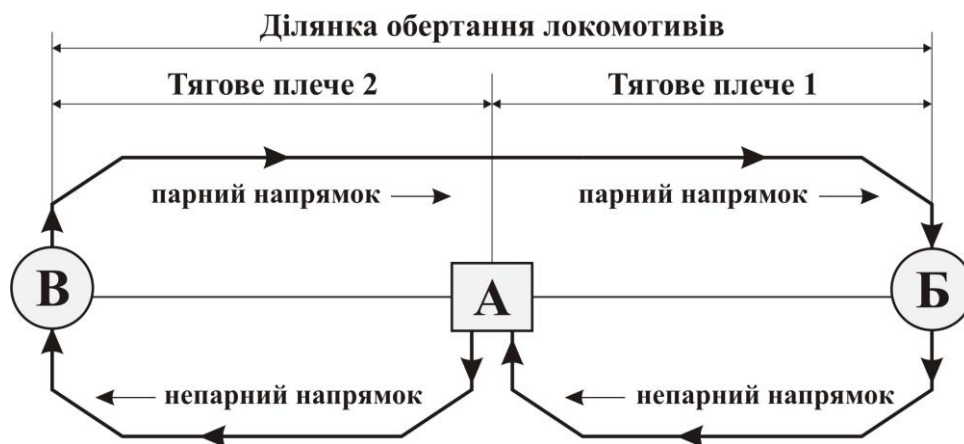 Ділянка обертання локомотивів
Тягове плече 2
Тягове плече 1
парний напрямок
парний напрямок
В
А
Б
непарний напрямок
непарний напрямок